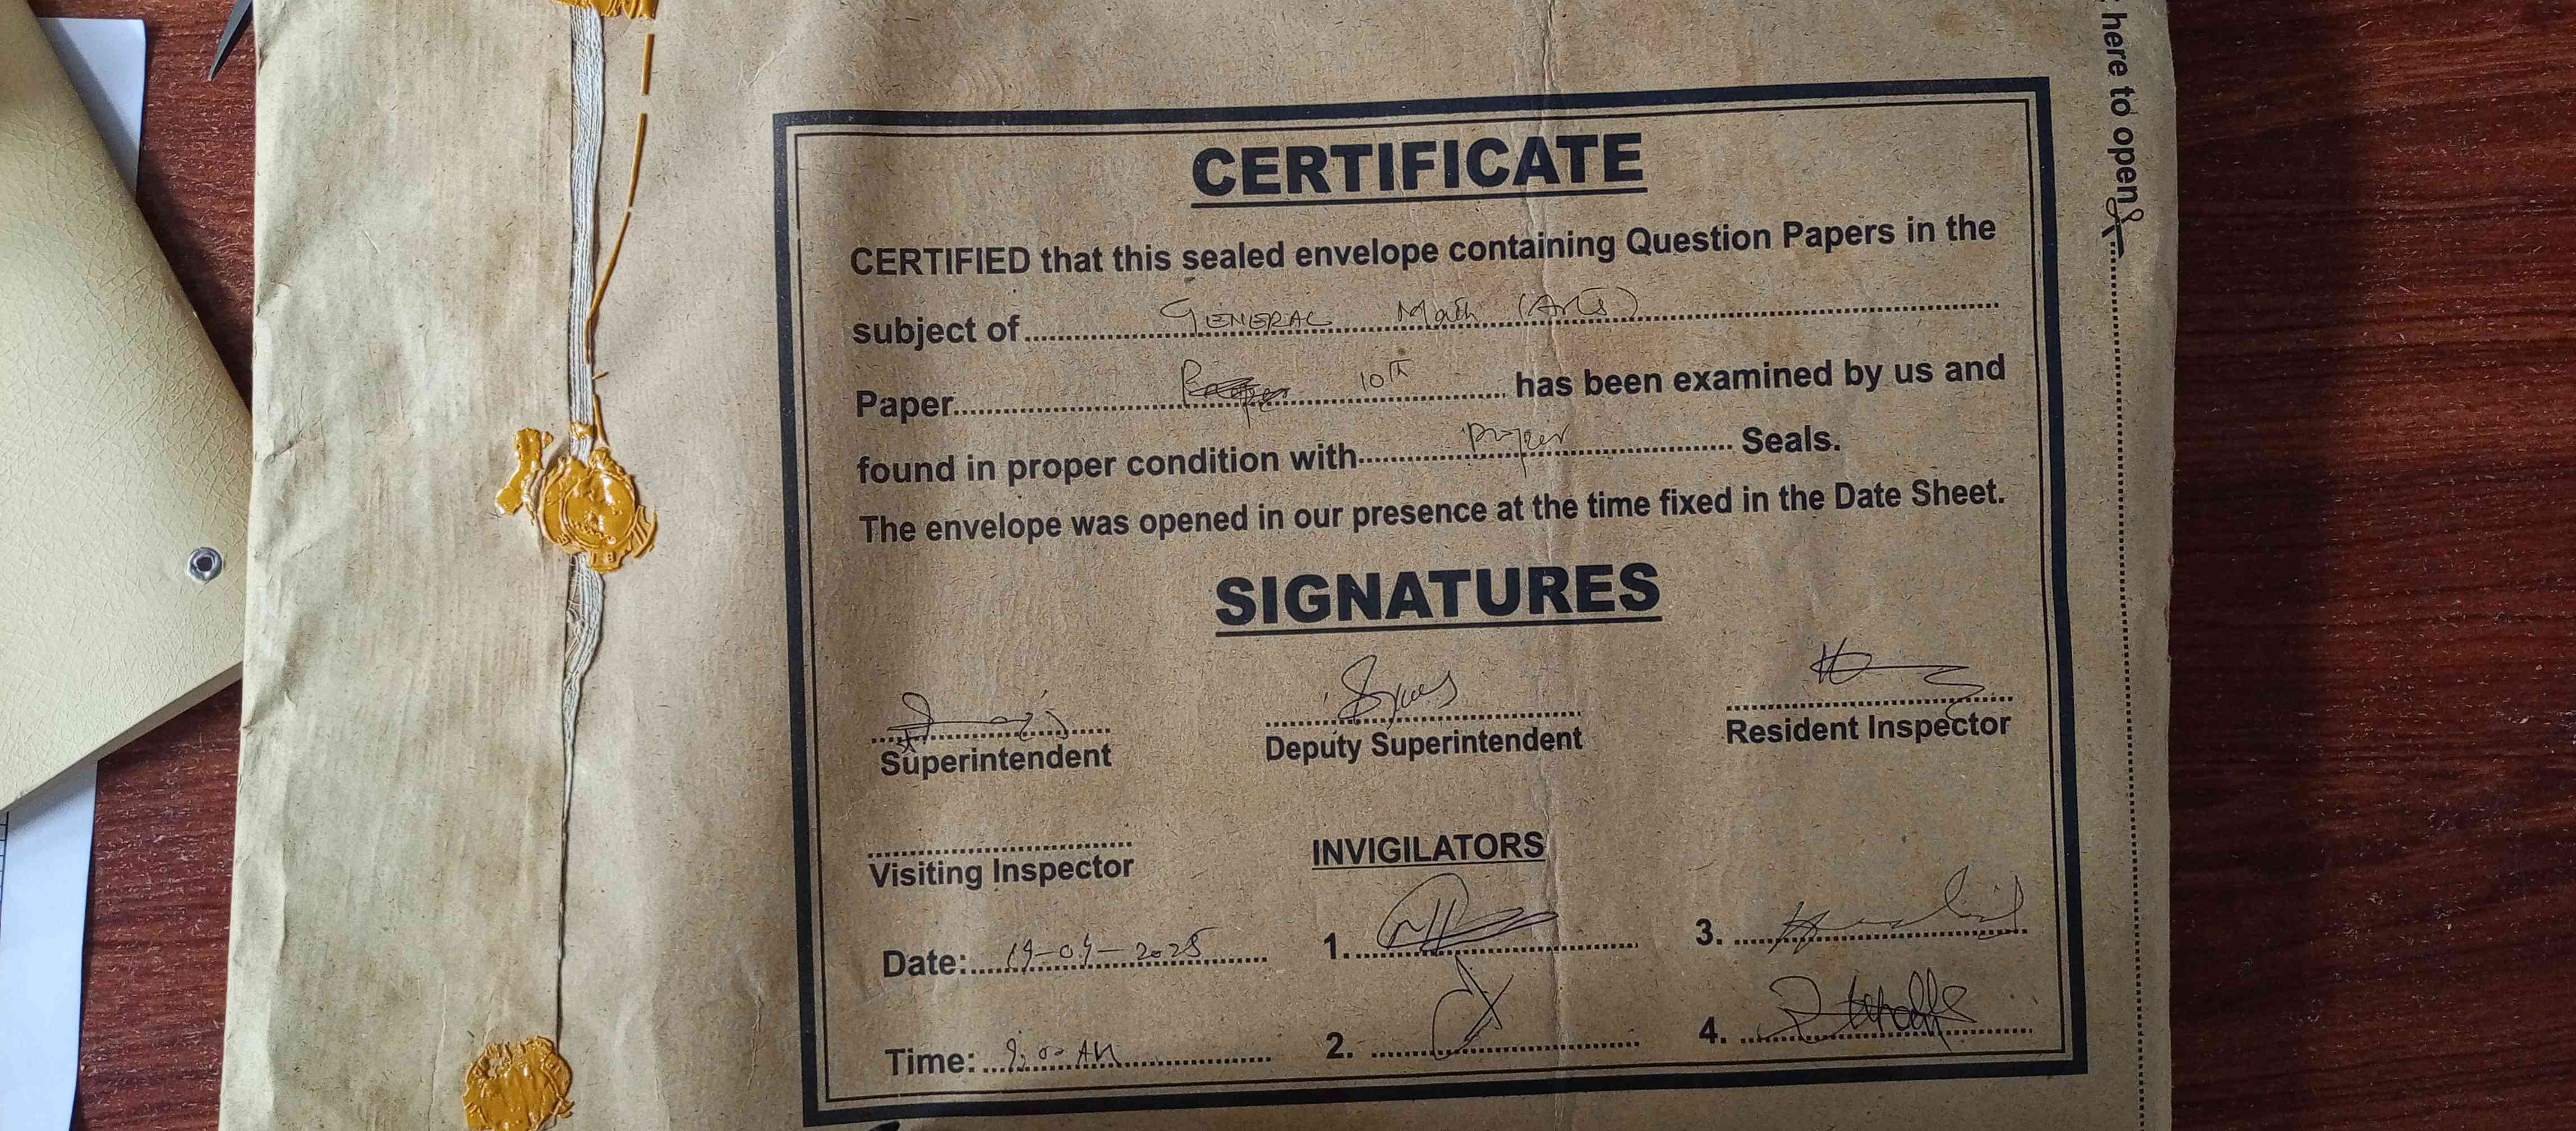 here to open
CERTIFICATE
CERTIFIED that this sealed envelope containing Question Papers in the
subject of GENERAL Math (Arts)
Paper 10th has been examined by us and
found in proper condition with proper Seals.
The envelope was opened in our presence at the time fixed in the Date Sheet.
SIGNATURES
Superintendent Deputy Superintendent Resident Inspector
Visiting Inspector INVIGILATORS
Date: 1. 3.
Time: 9:00 AM 2. 4.